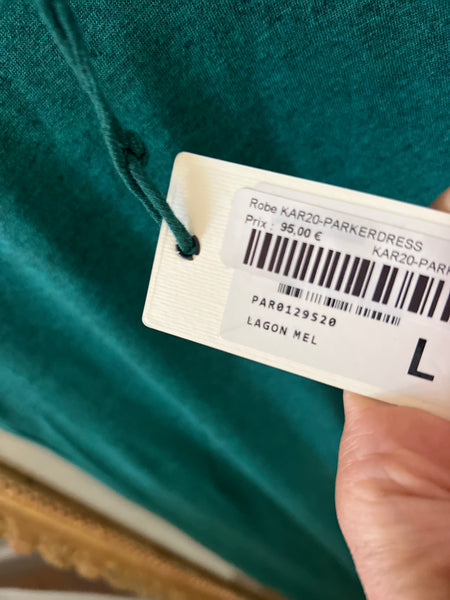 Robe KAR20-PARKERDRESS
Prix : 95,00 €
KAR20-PARK
PAR0129S20
LAGON MEL
L